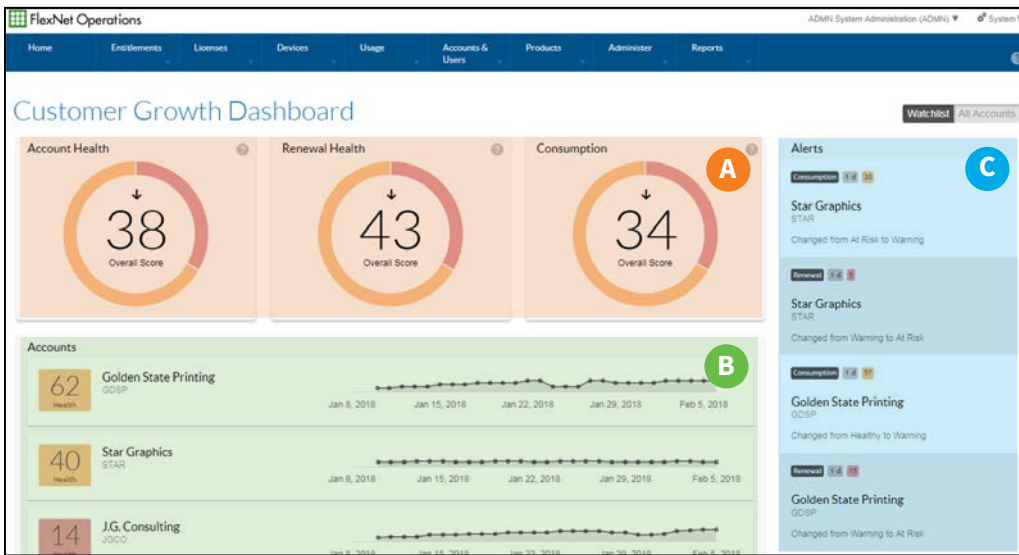 FlexNet Operations
ADMN System Administration (ADMN) ▼ System
Home Entitlements Licenses Devices Usage Accounts & Users Products Administer Reports
Customer Growth Dashboard
Watchlist All Accounts
Account Health
38
Overall Score
Renewal Health
43
Overall Score
Consumption
A
34
Overall Score
Accounts
B
62
Health
Golden State Printing
GDSP
Jan 8, 2018 Jan 15, 2018 Jan 22, 2018 Jan 29, 2018 Feb 5, 2018
40
Health
Star Graphics
STAR
Jan 8, 2018 Jan 15, 2018 Jan 22, 2018 Jan 29, 2018 Feb 5, 2018
14
J.G. Consulting
JGCO
Alerts
C
Consumption 1 d 30
Star Graphics
STAR
Changed from At Risk to Warning
Renewal 1 d 5
Star Graphics
STAR
Changed from Warning to At Risk
Consumption 1 d 57
Golden State Printing
GDSP
Changed from Healthy to Warning
Renewal 1 d 15
Golden State Printing
GDSP
Changed from Warning to At Risk